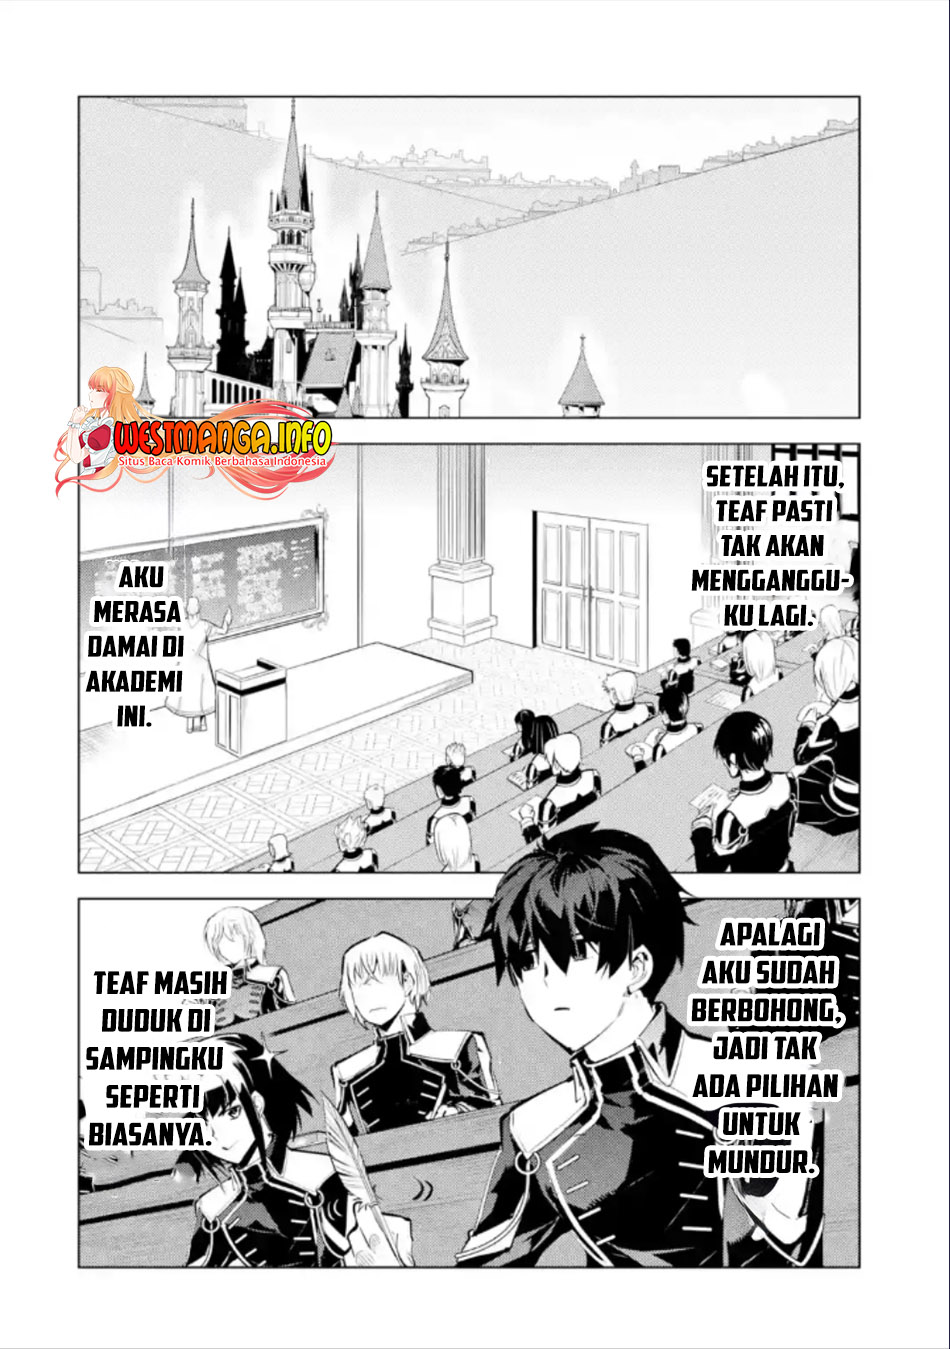 WESTMANGA.INFO
Situs Baca Komik Berbahasa Indonesia
SETELAH ITU,
TEAF PASTI
TAK AKAN
MENGGANGGU-
KU LAGI.
AKU
MERASA
DAMAI DI
AKADEMI
INI.
APALAGI
AKU SUDAH
BERBOHONG,
JADI TAK
ADA PILIHAN
UNTUK
MUNDUR.
TEAF MASIH
DUDUK DI
SAMPINGKU
SEPERTI
BIASANYA.